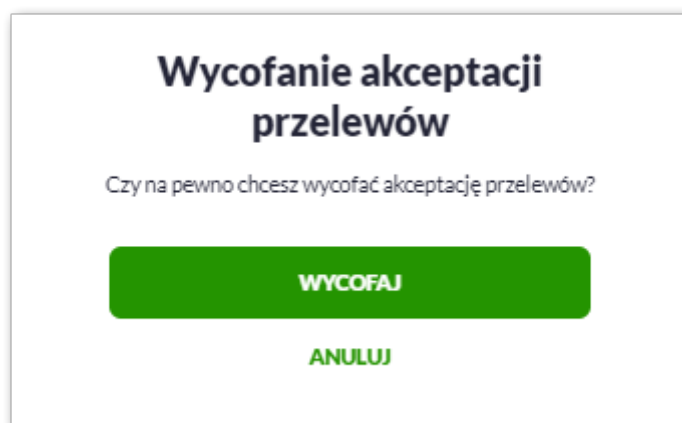 Wycofanie akceptacji
przelewów
Czy na pewno chcesz wycofać akceptację przelewów?
WYCOFAJ
ANULUJ